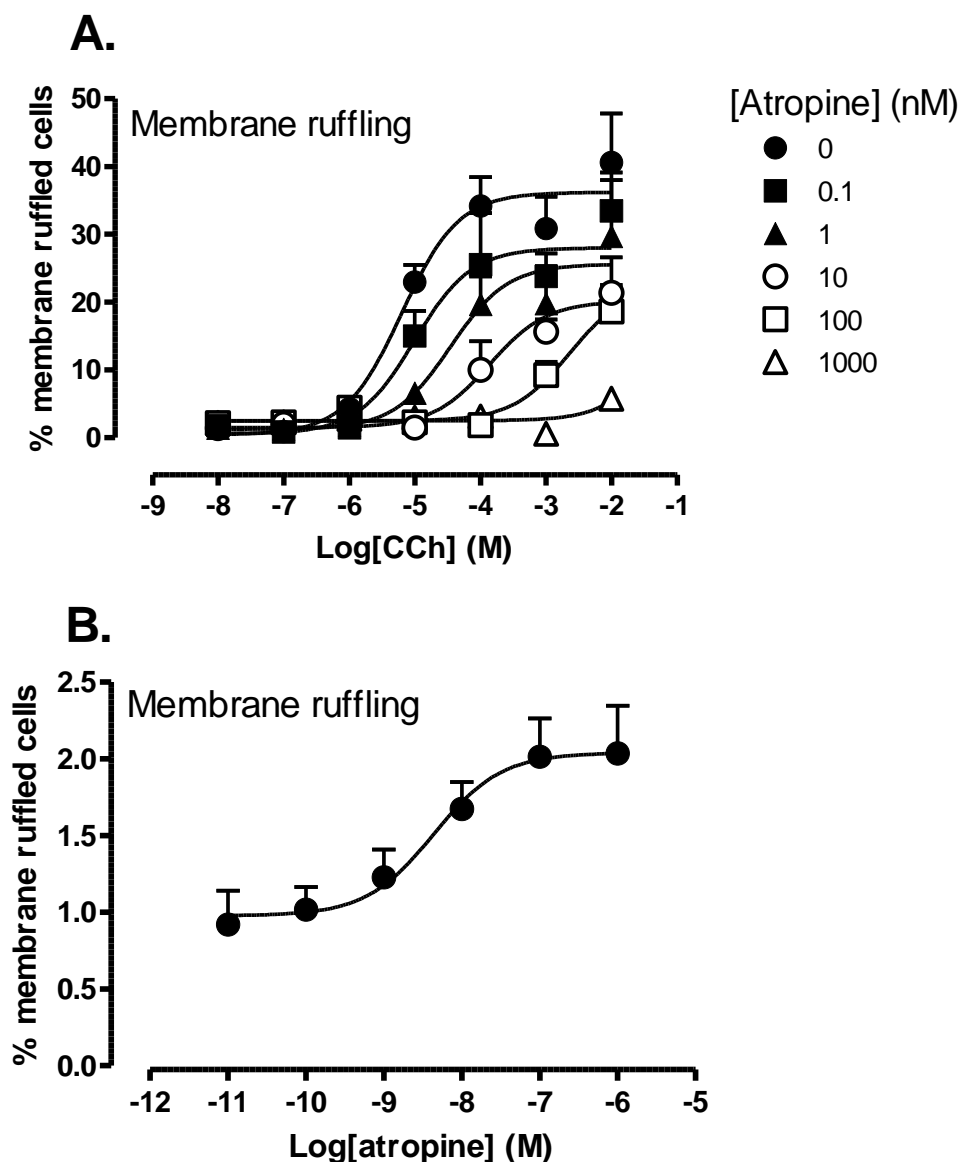 A.
Membrane ruffling
% membrane ruffled cells
50
40
30
20
10
0
-9 -8 -7 -6 -5 -4 -3 -2 -1
Log[CCh] (M)
[Atropine] (nM)
0
0.1
1
10
100
1000
B.
Membrane ruffling
% membrane ruffled cells
2.5
2.0
1.5
1.0
0.5
0.0
-12 -11 -10 -9 -8 -7 -6 -5
Log[atropine] (M)